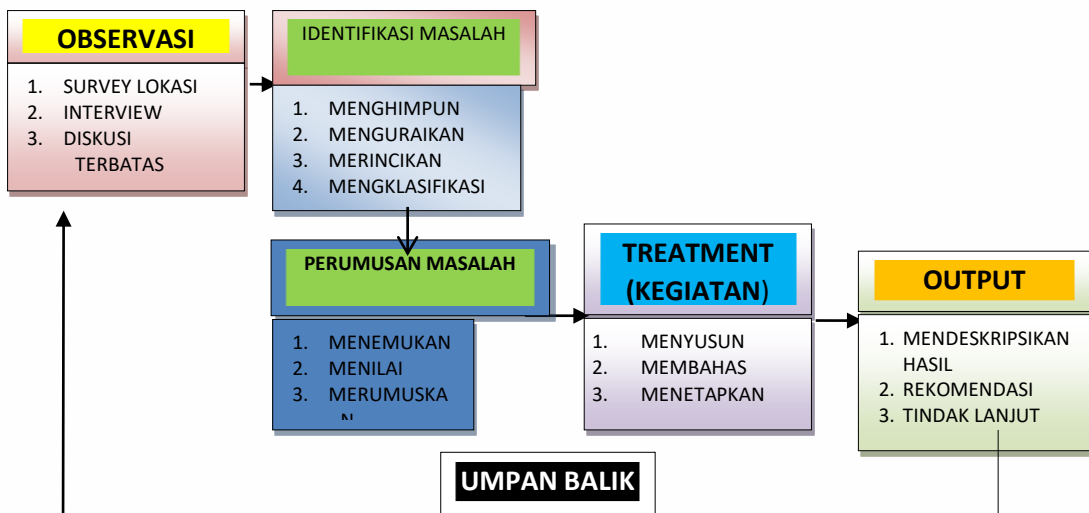 OBSERVASI
1. SURVEY LOKASI
2. INTERVIEW
3. DISKUSI
TERBATAS
IDENTIFIKASI MASALAH
1. MENGHIMPUN
2. MENGURAIKAN
3. MERINCIKAN
4. MENGKLASIFIKASI
PERUMUSAN MASALAH
1. MENEMUKAN
2. MENILAI
3. MERUMUSKA
N
TREATMENT
(KEGIATAN)
1. MENYUSUN
2. MEMBAHAS
3. MENETAPKAN
OUTPUT
1. MENDESKRIPSIKAN
HASIL
2. REKOMENDASI
3. TINDAK LANJUT
UMPAN BALIK